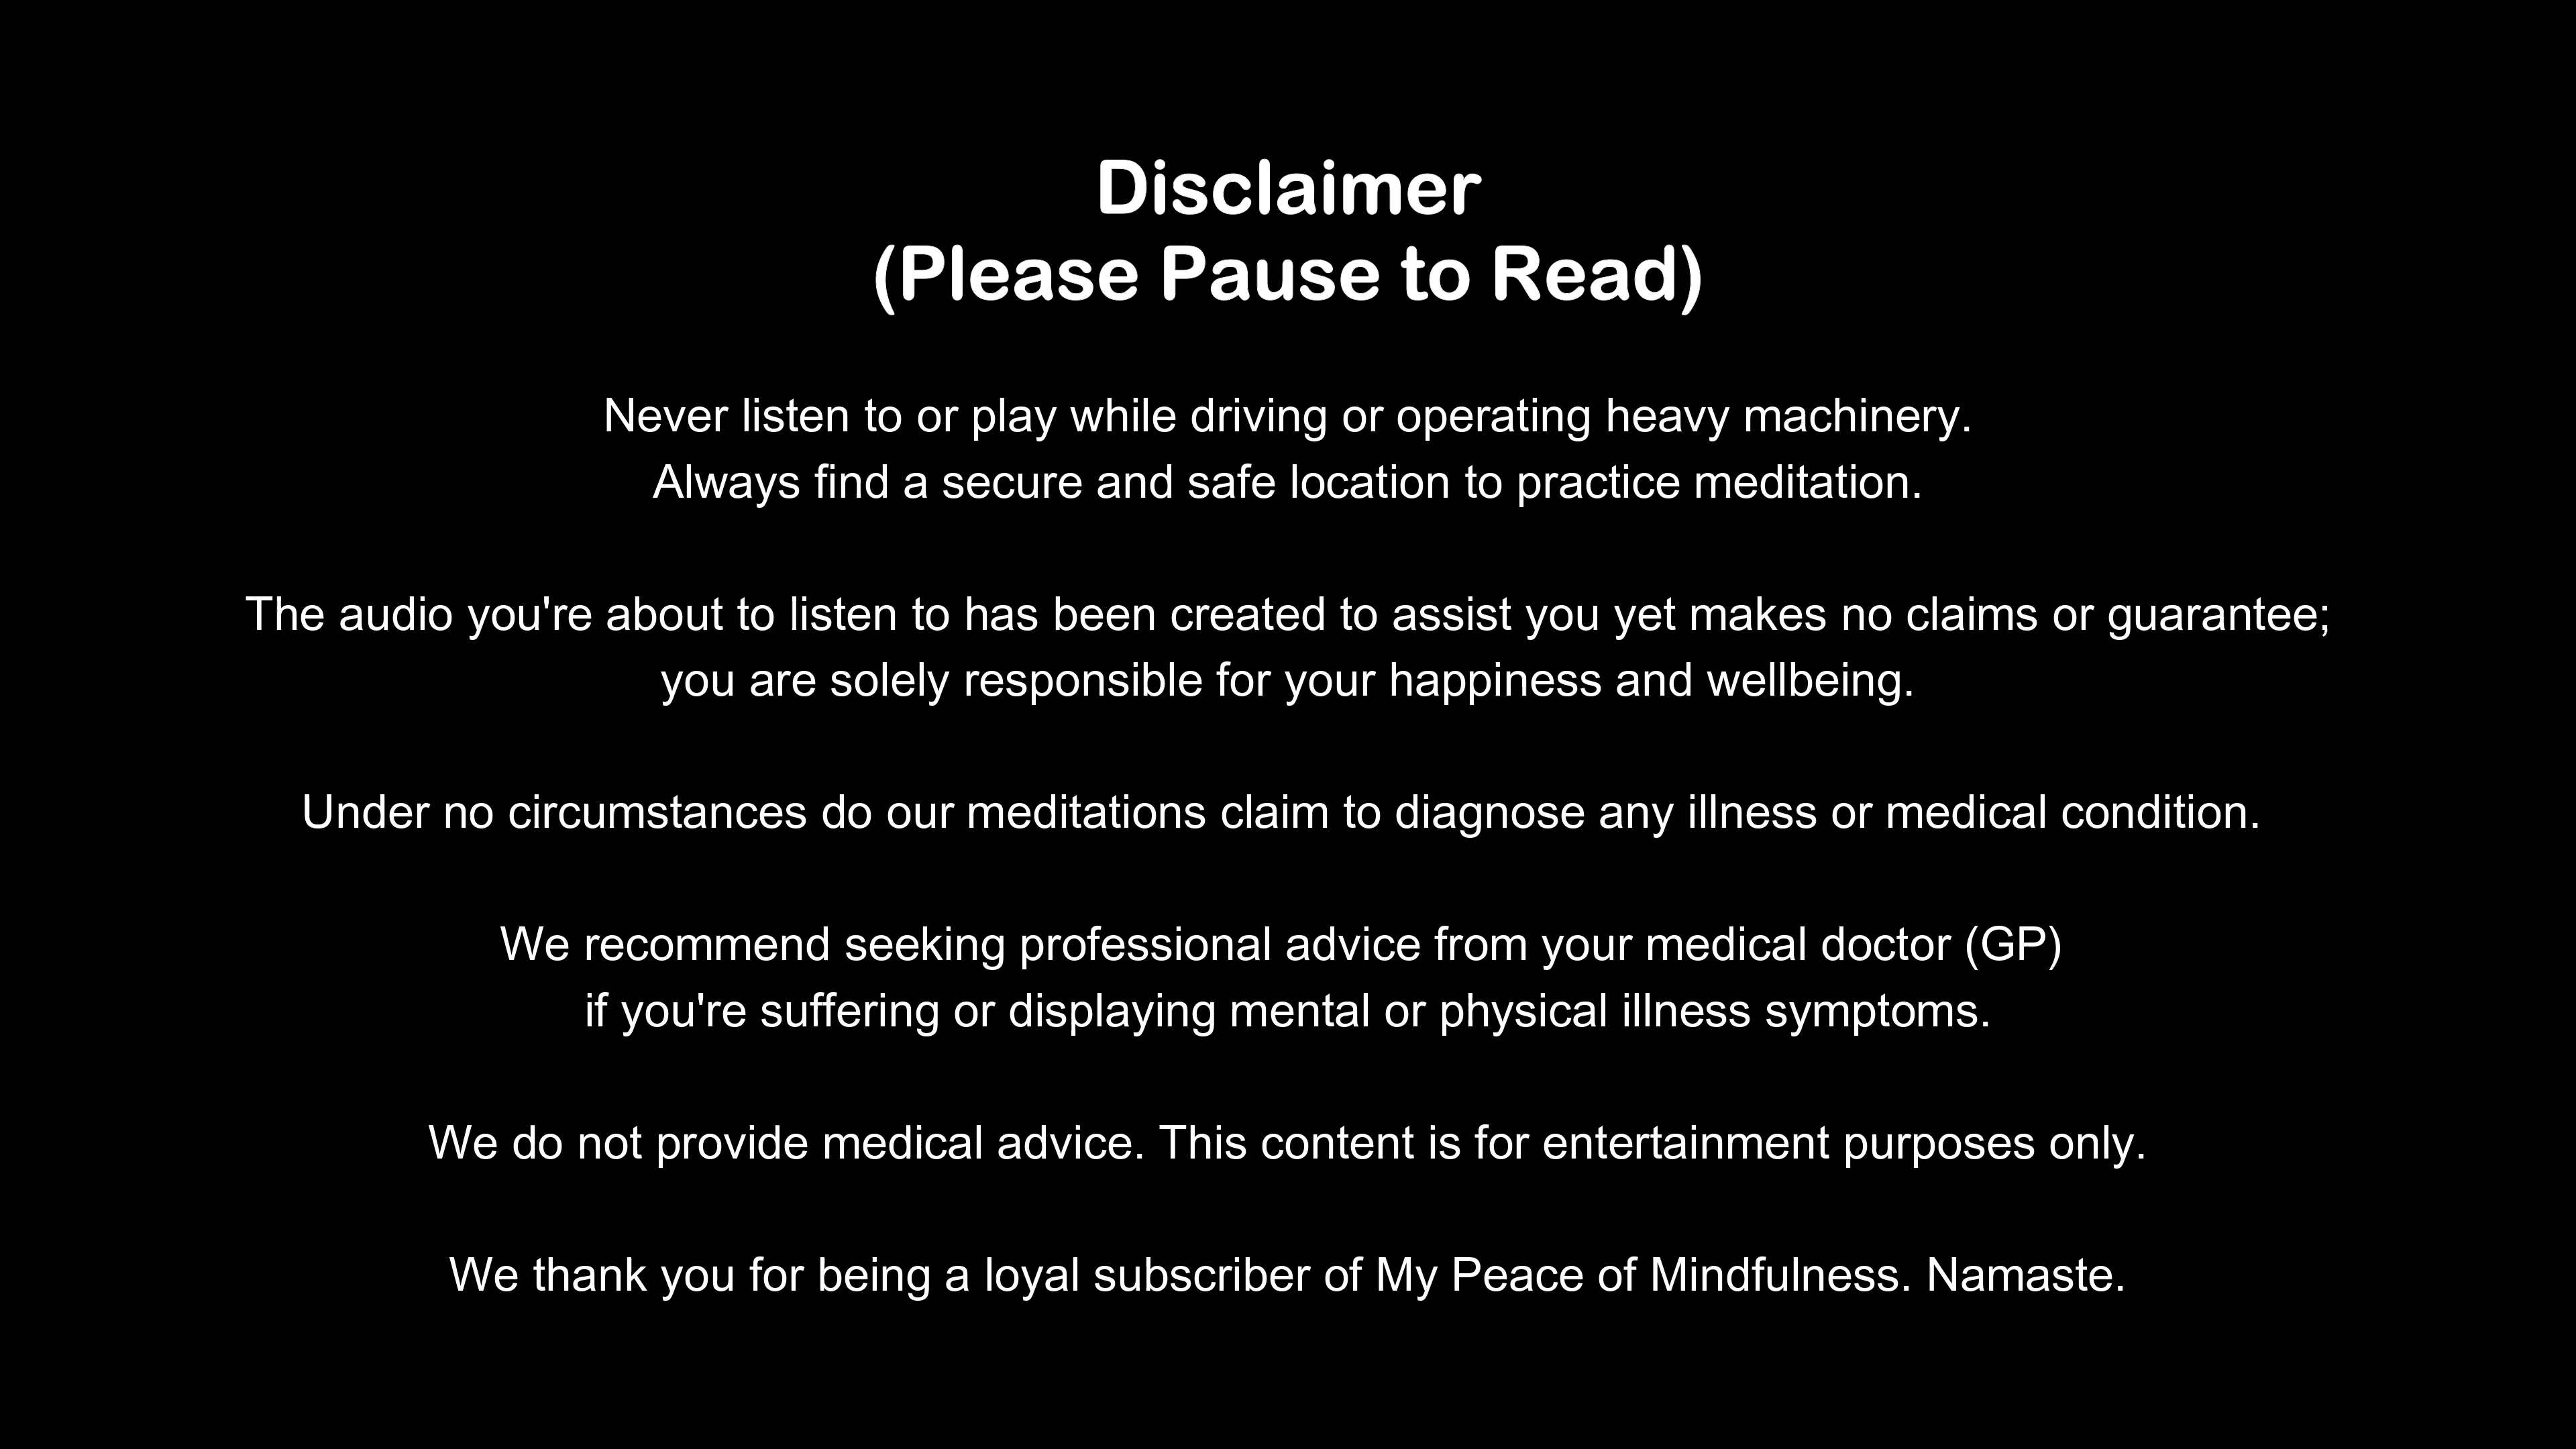 Disclaimer
(Please Pause to Read)
Never listen to or play while driving or operating heavy machinery.
Always find a secure and safe location to practice meditation.
The audio you're about to listen to has been created to assist you yet makes no claims or guarantee;
you are solely responsible for your happiness and wellbeing.
Under no circumstances do our meditations claim to diagnose any illness or medical condition.
We recommend seeking professional advice from your medical doctor (GP)
if you're suffering or displaying mental or physical illness symptoms.
We do not provide medical advice. This content is for entertainment purposes only.
We thank you for being a loyal subscriber of My Peace of Mindfulness. Namaste.